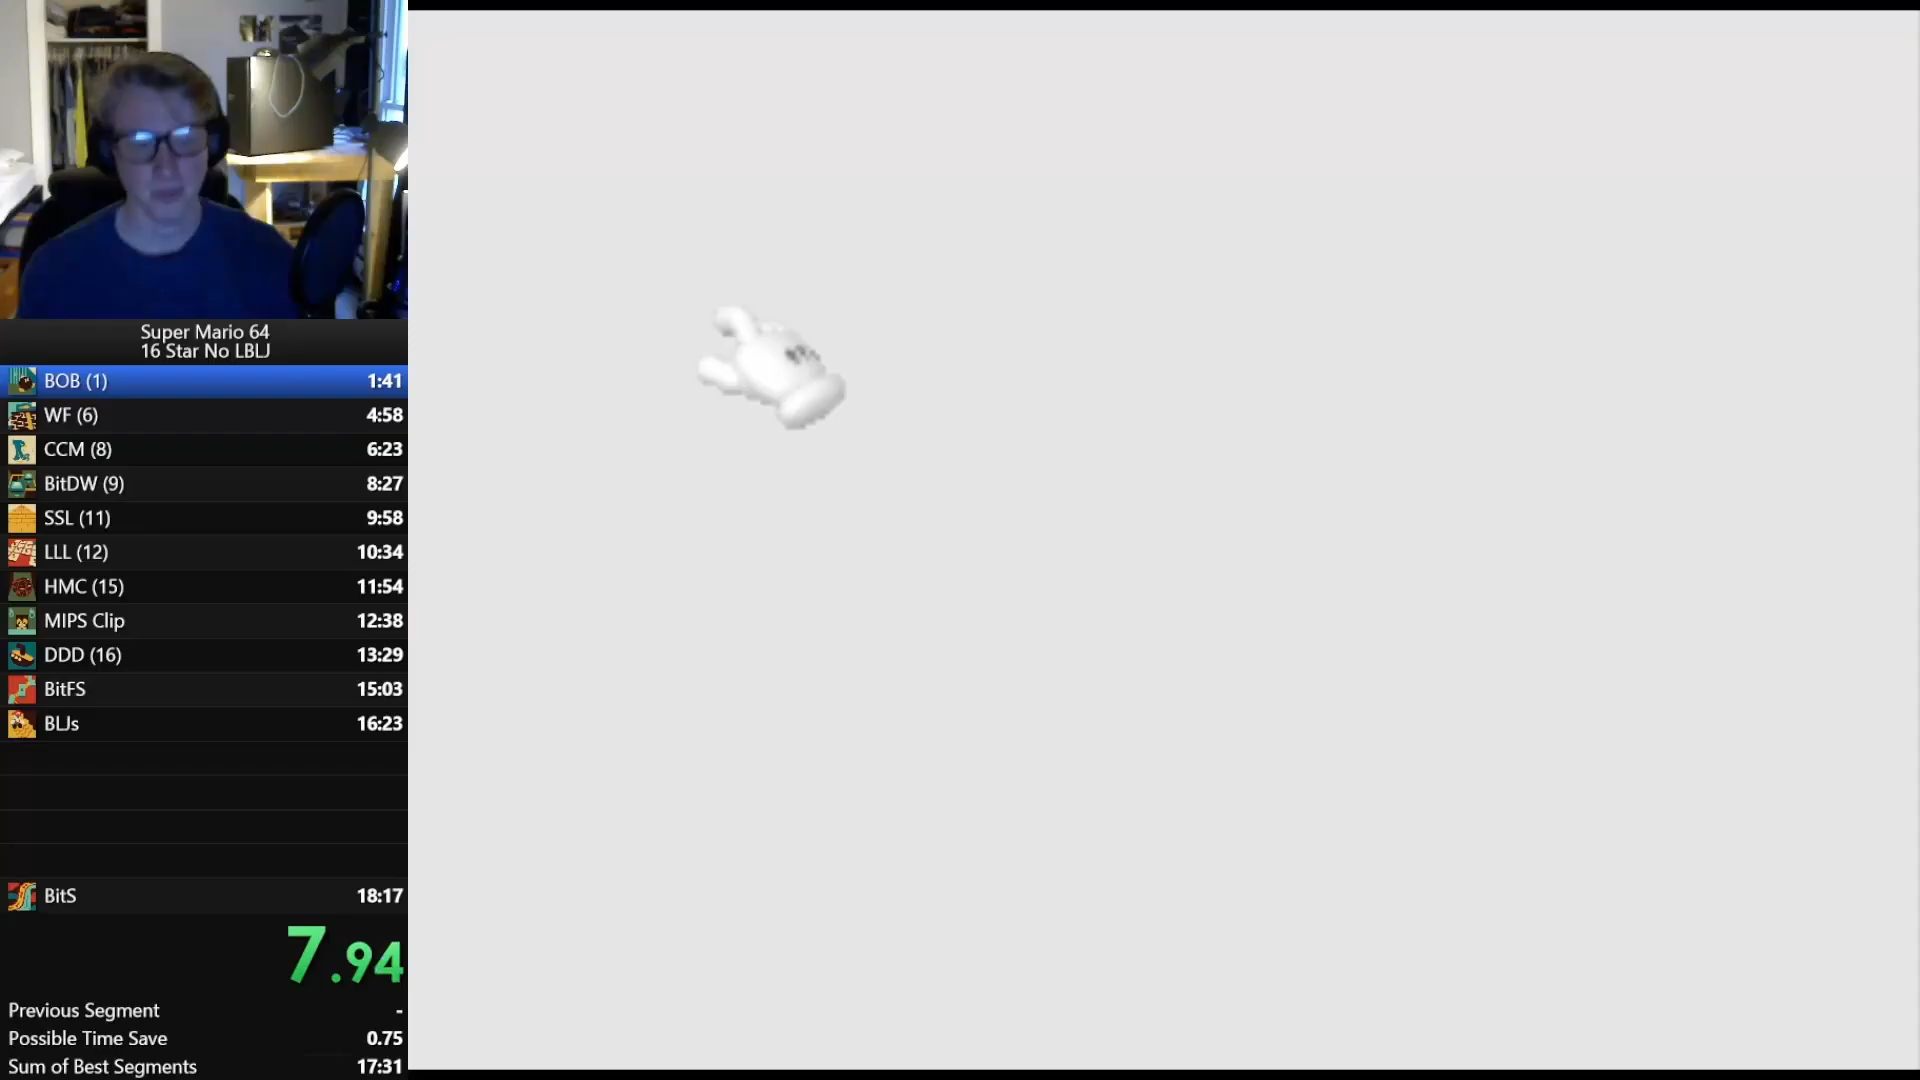 Super Mario 64
16 Star No LBLJ
BOB (1) 1:41
WF (6) 4:58
CCM (8) 6:23
BitDW (9) 8:27
SSL (11) 9:58
LLL (12) 10:34
HMC (15) 11:54
MIPS Clip 12:38
DDD (16) 13:29
BitFS 15:03
BLJs 16:23
BitS 18:17
7.94
Previous Segment -
Possible Time Save 0.75
Sum of Best Segments 17:31